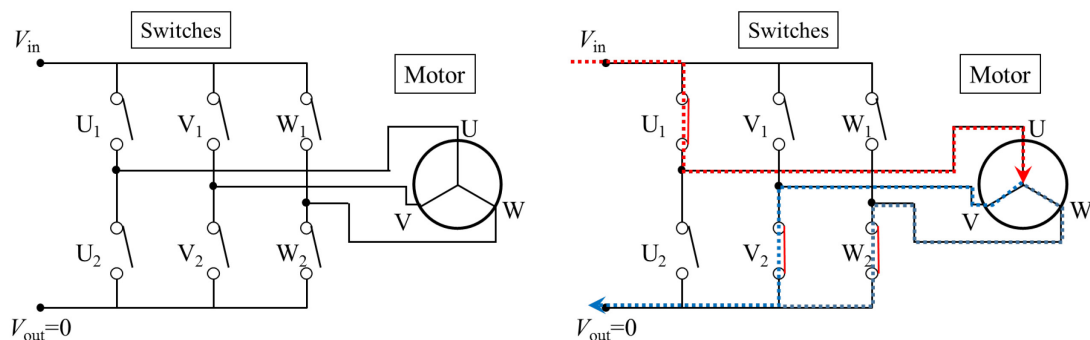 Switches
Vin
Motor
U1
V1
W1
U
V
W
U2
V2
W2
Vout=0
Switches
Vin
Motor
U1
V1
W1
U
V
W
U2
V2
W2
Vout=0